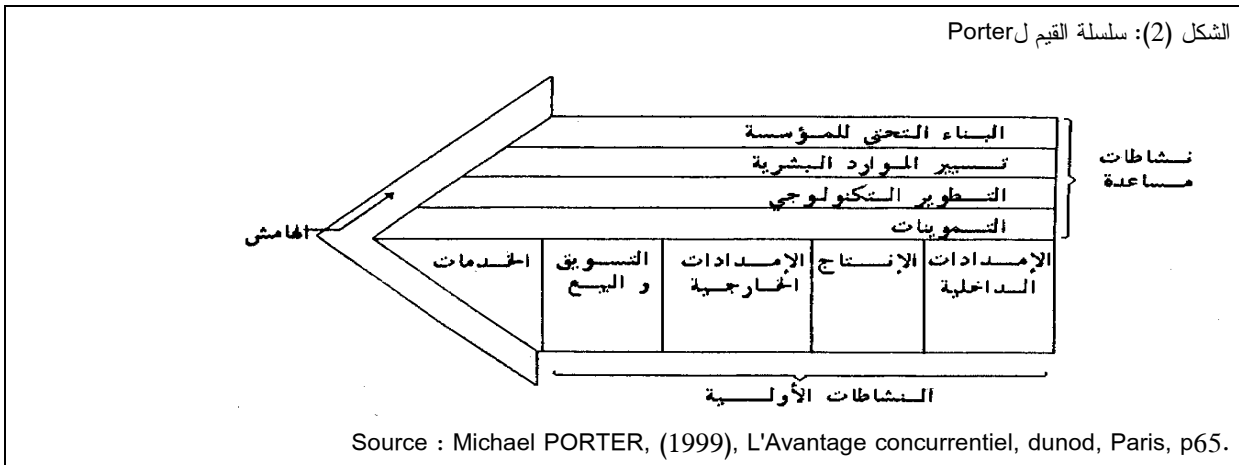 الشكل (2): سلسلة القيم لPorter
البناء التحتي للمؤسسة
تسيير الموارد البشرية
التطوير التكنولوجي
التموينات
نشاطات
مساعدة
الهامش
الإمدادات
الداخلية
الإنتاج
الإمدادات
الخارجية
التسويق
و البيع
الخدمات
النشاطات الأولية
Source : Michael PORTER, (1999), L'Avantage concurrentiel, dunod, Paris, p65.